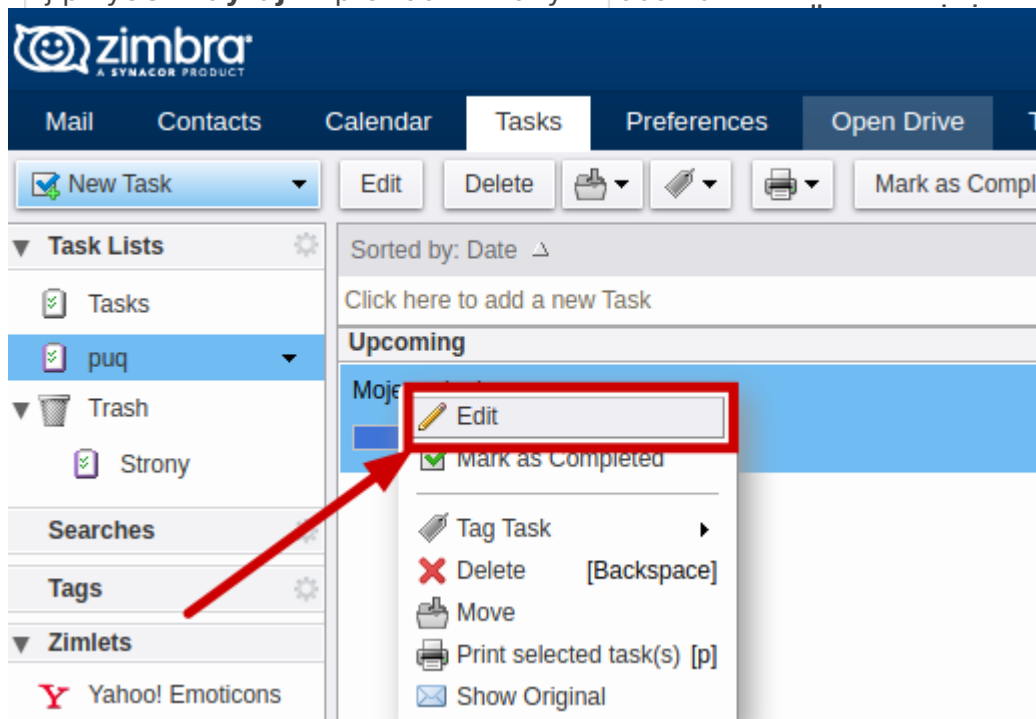 zimbra
A SYNACOR PRODUCT
Mail Contacts Calendar Tasks Preferences Open Drive
New Task Edit Delete Mark as Compl
Task Lists Sorted by: Date
Tasks Click here to add a new Task
puq Upcoming
Moje
Trash Edit
Strony Mark as Completed
Searches Tag Task
Tags Delete [Backspace]
Move
Zimlets Print selected task(s) [p]
Yahoo! Emoticons Show Original